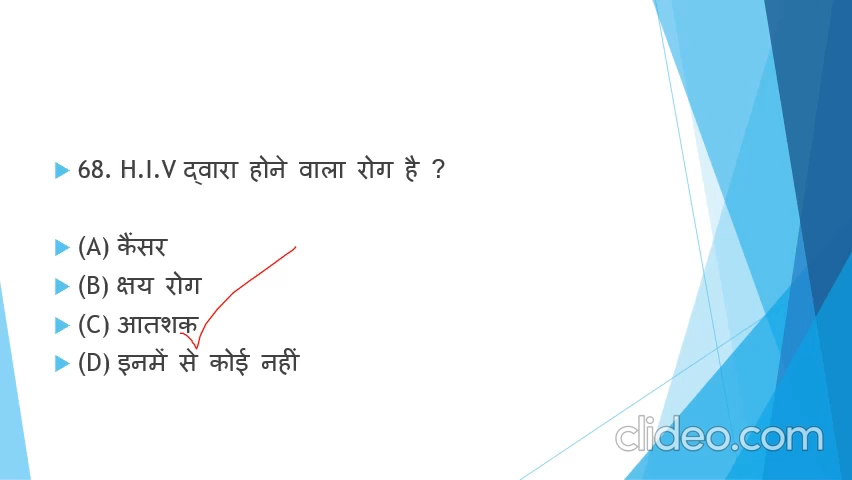 68. H.I.V द्वारा होने वाला रोग है ?
(A) कैंसर
(B) क्षय रोग
(C) आतशक
(D) इनमें से कोई नहीं
clideo.com